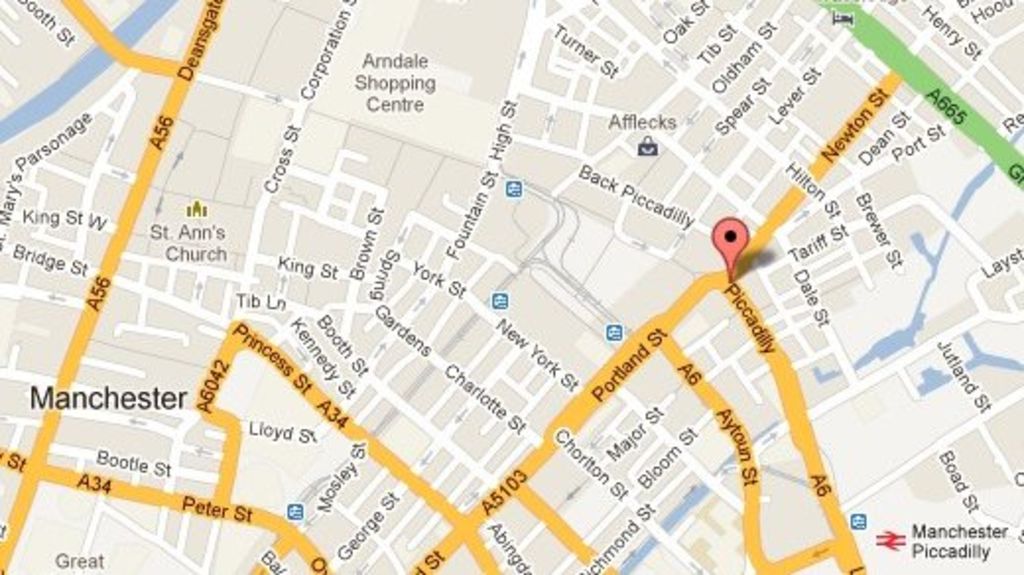 Booth St
Deansgate
Corporation
Arndale
Shopping
Centre
Turner St
Oak St
Tib St
Oldham St
Spear St
Lever St
Henry St
Hood
A665
Newton St
Dean St
Port St
Parsonage
St Mary's
A56
Cross St
High St
Afflecks
Back Piccadilly
Hilton St
Brewer St
King St W
St. Ann's
Church
Fountain St
Brown St
Spring
Gardens
Tariff St
Dale St
Bridge St
King St
York St
Piccadilly
Layst
A56
Tib Ln
Booth St
Kennedy St
Princess St
New York St
Portland St
A6
Jutland St
Manchester
A6042
A34
Charlotte St
Aytoun St
Lloyd St
Major St
Bloom St
Chorlton St
Bootle St
Mosley St
A5103
A6
Boad St
A34
Peter St
George St
Manchester
Piccadilly
Great